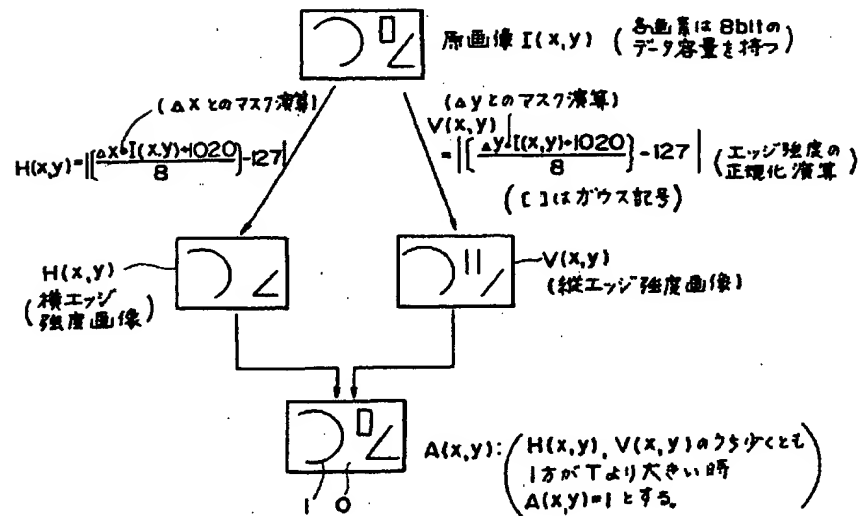 原画像 I(x,y) (各画素は 8bitの
データ容量を持つ)
(△xとのマスク演算)
H(x,y)=|[△x*I(x,y)+1020/8]-127|
(△yとのマスク演算)
V(x,y)
=|[△y*I(x,y)+1020/8]-127| (エッジ強度の
正規化演算)
([ ]はガウス記号)
H(x,y)
(横エッジ
強度画像)
V(x,y)
(縦エッジ強度画像)
A(x,y): (H(x,y), V(x,y)のうち少くとも
1方がTより大きい時
A(x,y)=1とする。)
1 0